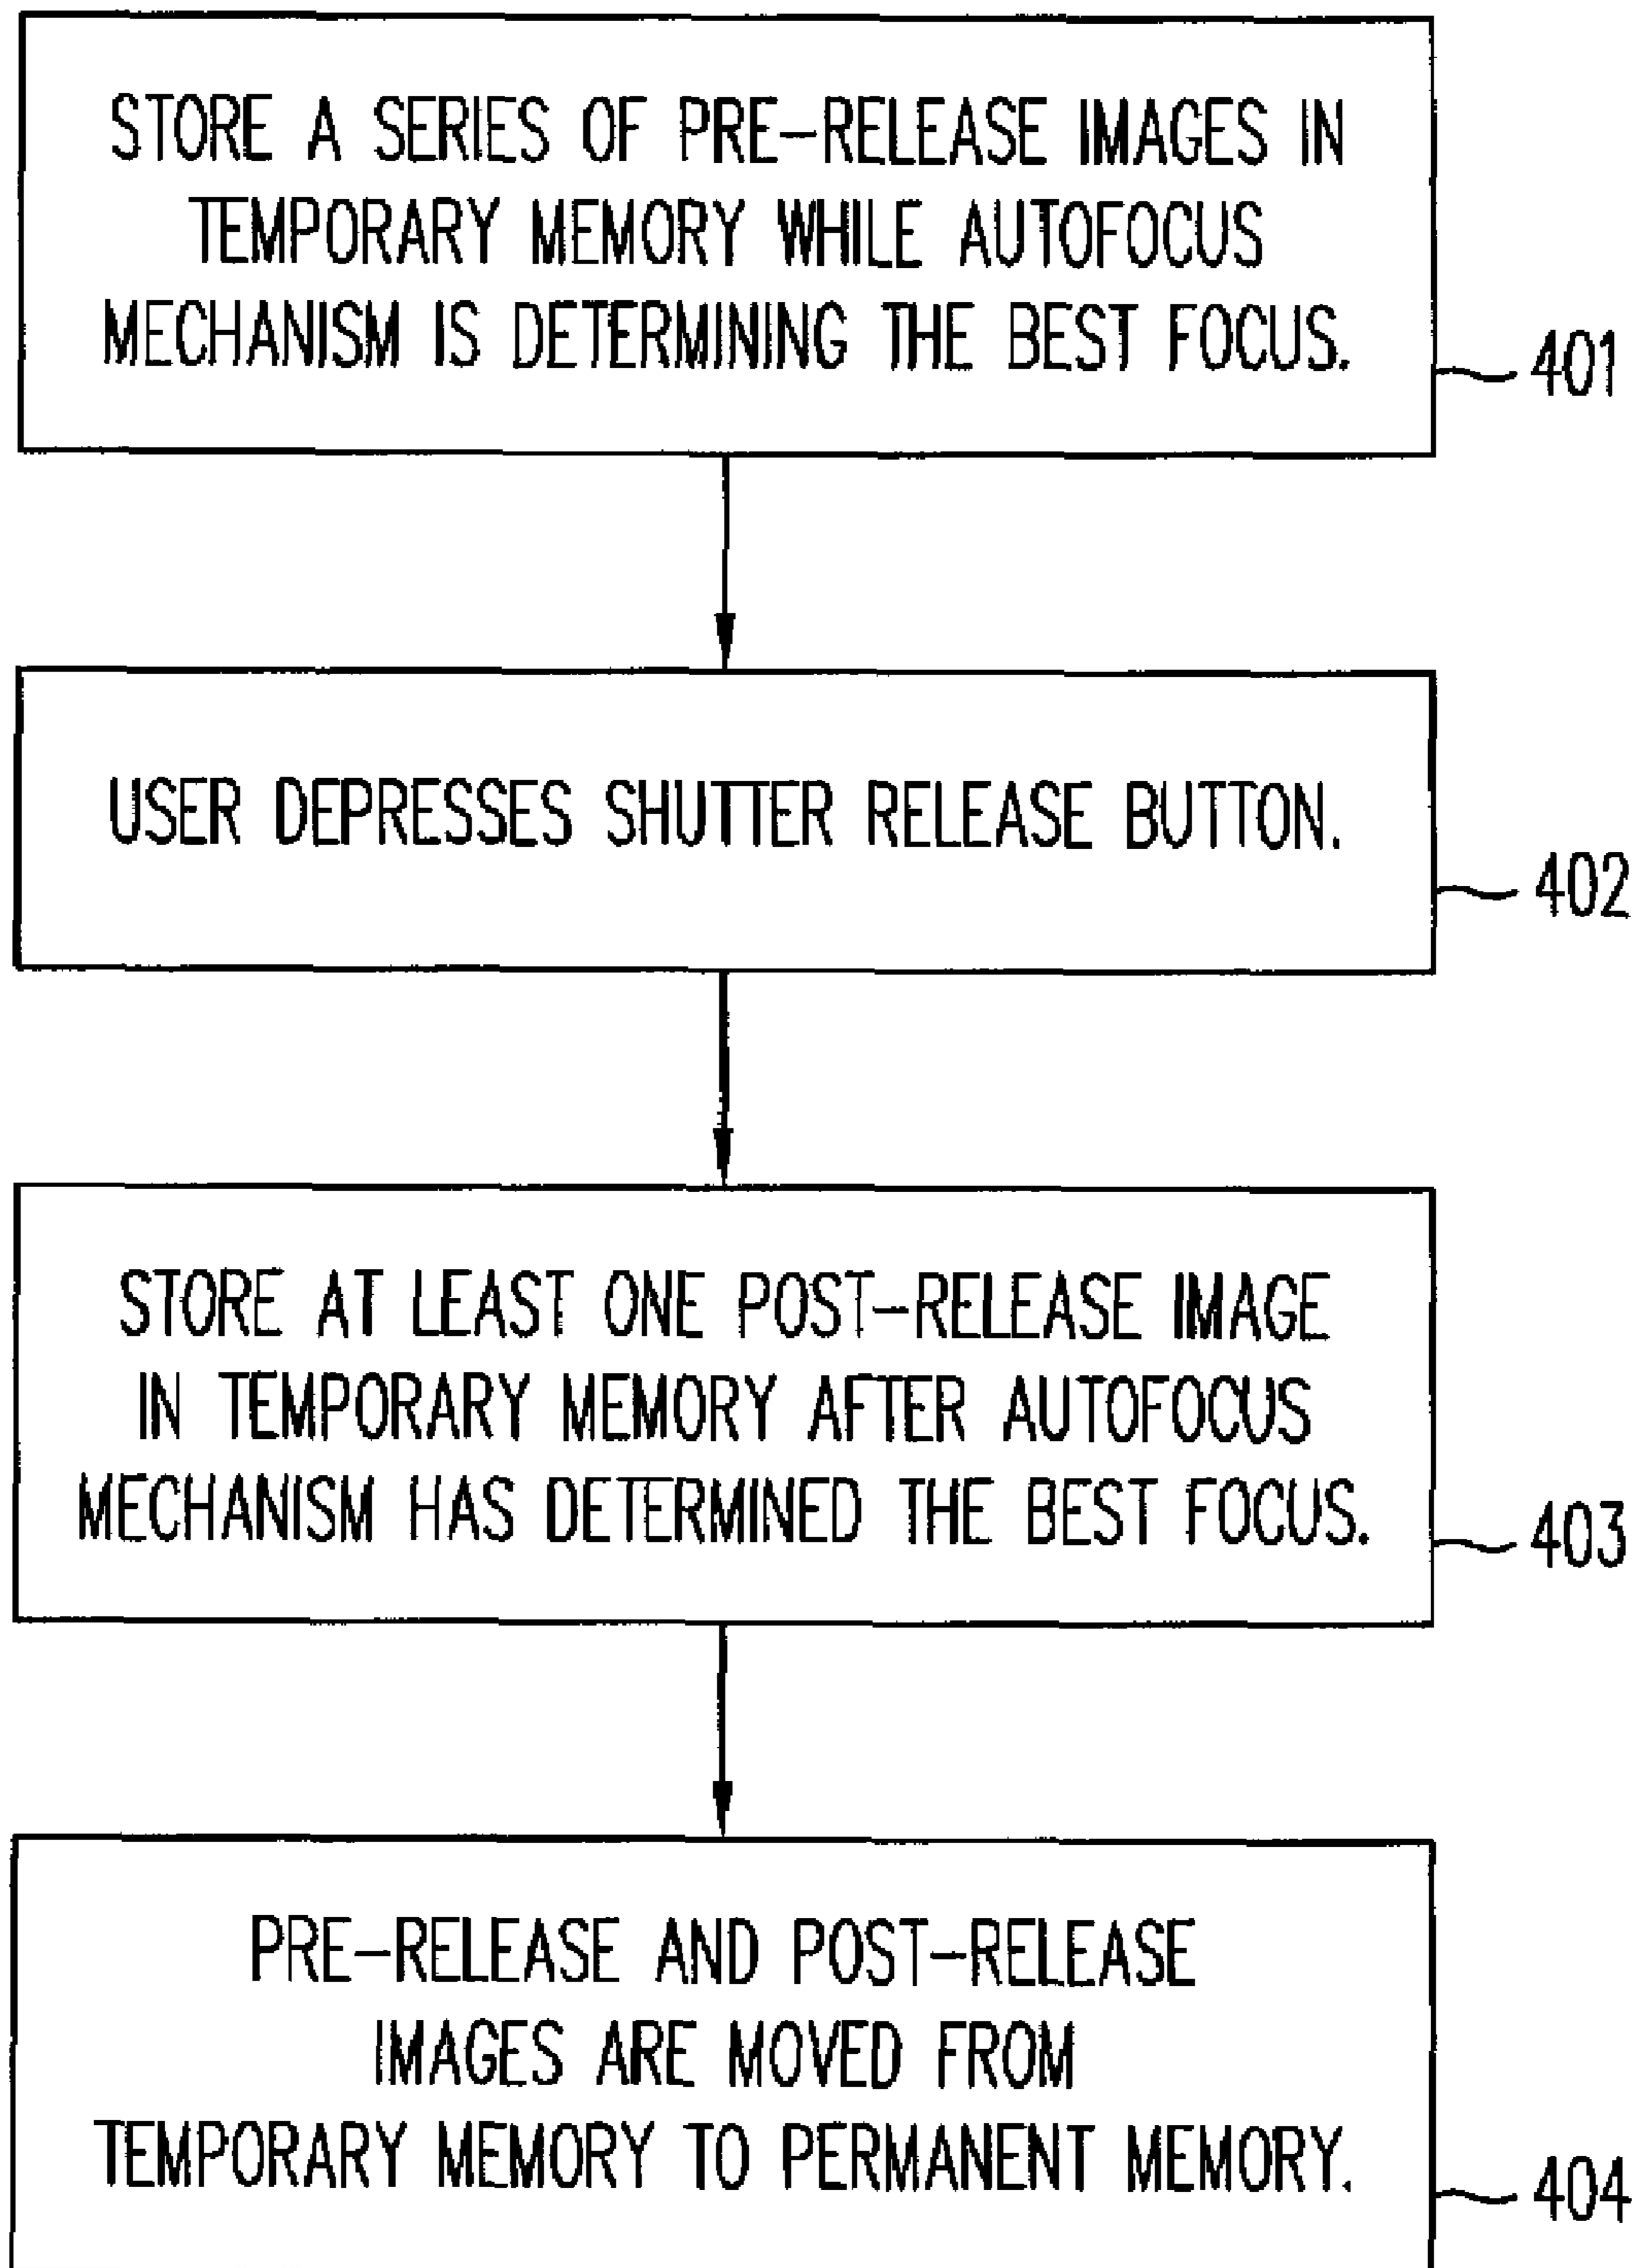 STORE A SERIES OF PRE-RELEASE IMAGES IN
TEMPORARY MEMORY WHILE AUTOFOCUS
MECHANISM IS DETERMINING THE BEST FOCUS.
401
USER DEPRESSES SHUTTER RELEASE BUTTON.
402
STORE AT LEAST ONE POST-RELEASE IMAGE
IN TEMPORARY MEMORY AFTER AUTOFOCUS
MECHANISM HAS DETERMINED THE BEST FOCUS.
403
PRE-RELEASE AND POST-RELEASE
IMAGES ARE MOVED FROM
TEMPORARY MEMORY TO PERMANENT MEMORY.
404